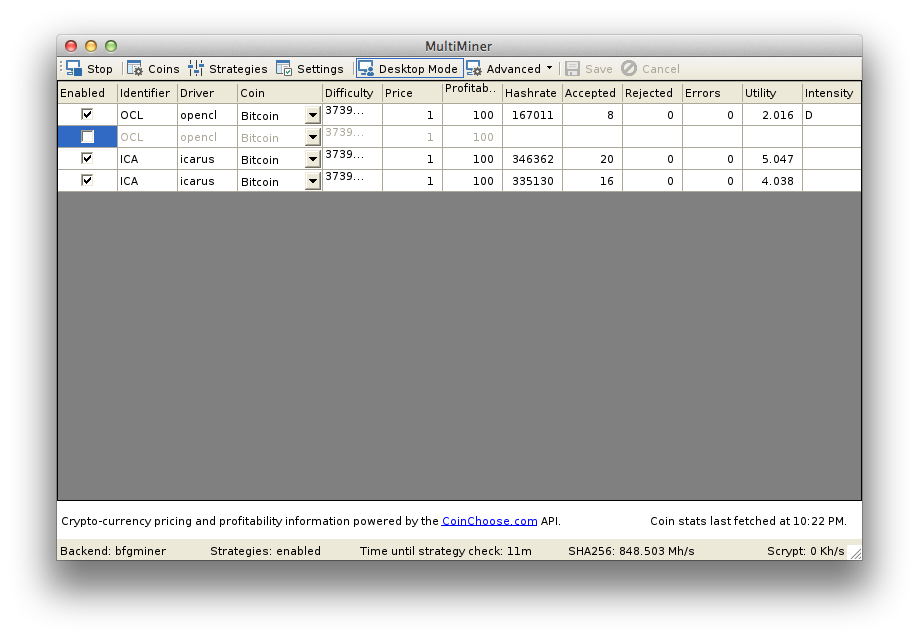 MultiMiner
Stop Coins Strategies Settings Desktop Mode Advanced Save Cancel
Enabled Identifier Driver Coin Difficulty Price Profitab.. Hashrate Accepted Rejected Errors Utility Intensity
OCL opencl Bitcoin 3739... 1 100 167011 8 0 0 2.016 D
OCL opencl Bitcoin 3739... 1 100
ICA icarus Bitcoin 3739... 1 100 346362 20 0 0 5.047
ICA icarus Bitcoin 3739... 1 100 335130 16 0 0 4.038
Crypto-currency pricing and profitability information powered by the CoinChoose.com API. Coin stats last fetched at 10:22 PM.
Backend: bfgminer Strategies: enabled Time until strategy check: 11m SHA256: 848.503 Mh/s Scrypt: 0 Kh/s